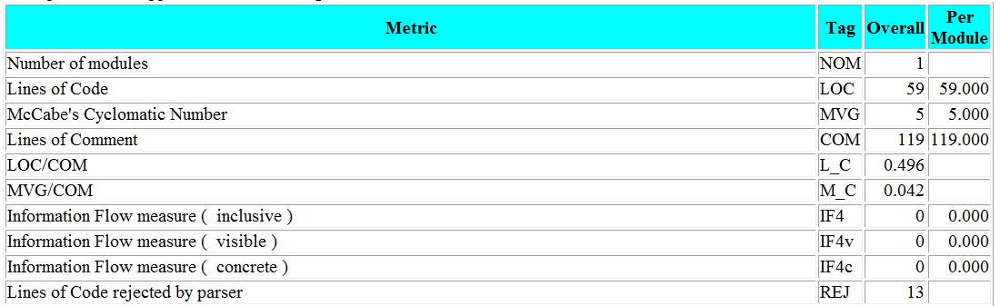 Metric Tag Overall Per Module
Number of modules NOM 1
Lines of Code LOC 59 59.000
McCabe's Cyclomatic Number MVG 5 5.000
Lines of Comment COM 119 119.000
LOC/COM L_C 0.496
MVG/COM M_C 0.042
Information Flow measure ( inclusive ) IF4 0 0.000
Information Flow measure ( visible ) IF4v 0 0.000
Information Flow measure ( concrete ) IF4c 0 0.000
Lines of Code rejected by parser REJ 13